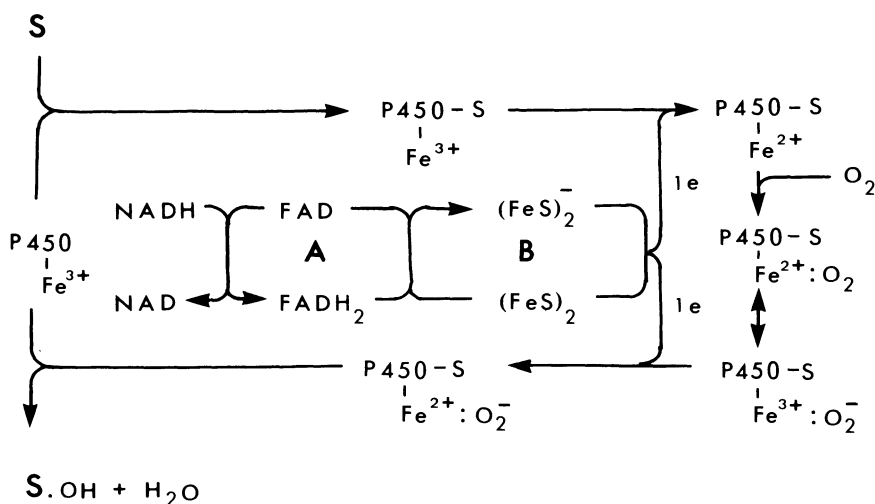 S
P450-S
Fe³⁺
P450-S
Fe²⁺
1e
O₂
NADH
FAD
(FeS)₂⁻
P450
Fe³⁺
A
B
P450-S
Fe²⁺:O₂
NAD
FADH₂
(FeS)₂
1e
P450-S
Fe²⁺:O₂⁻
P450-S
Fe³⁺:O₂⁻
S.OH + H₂O